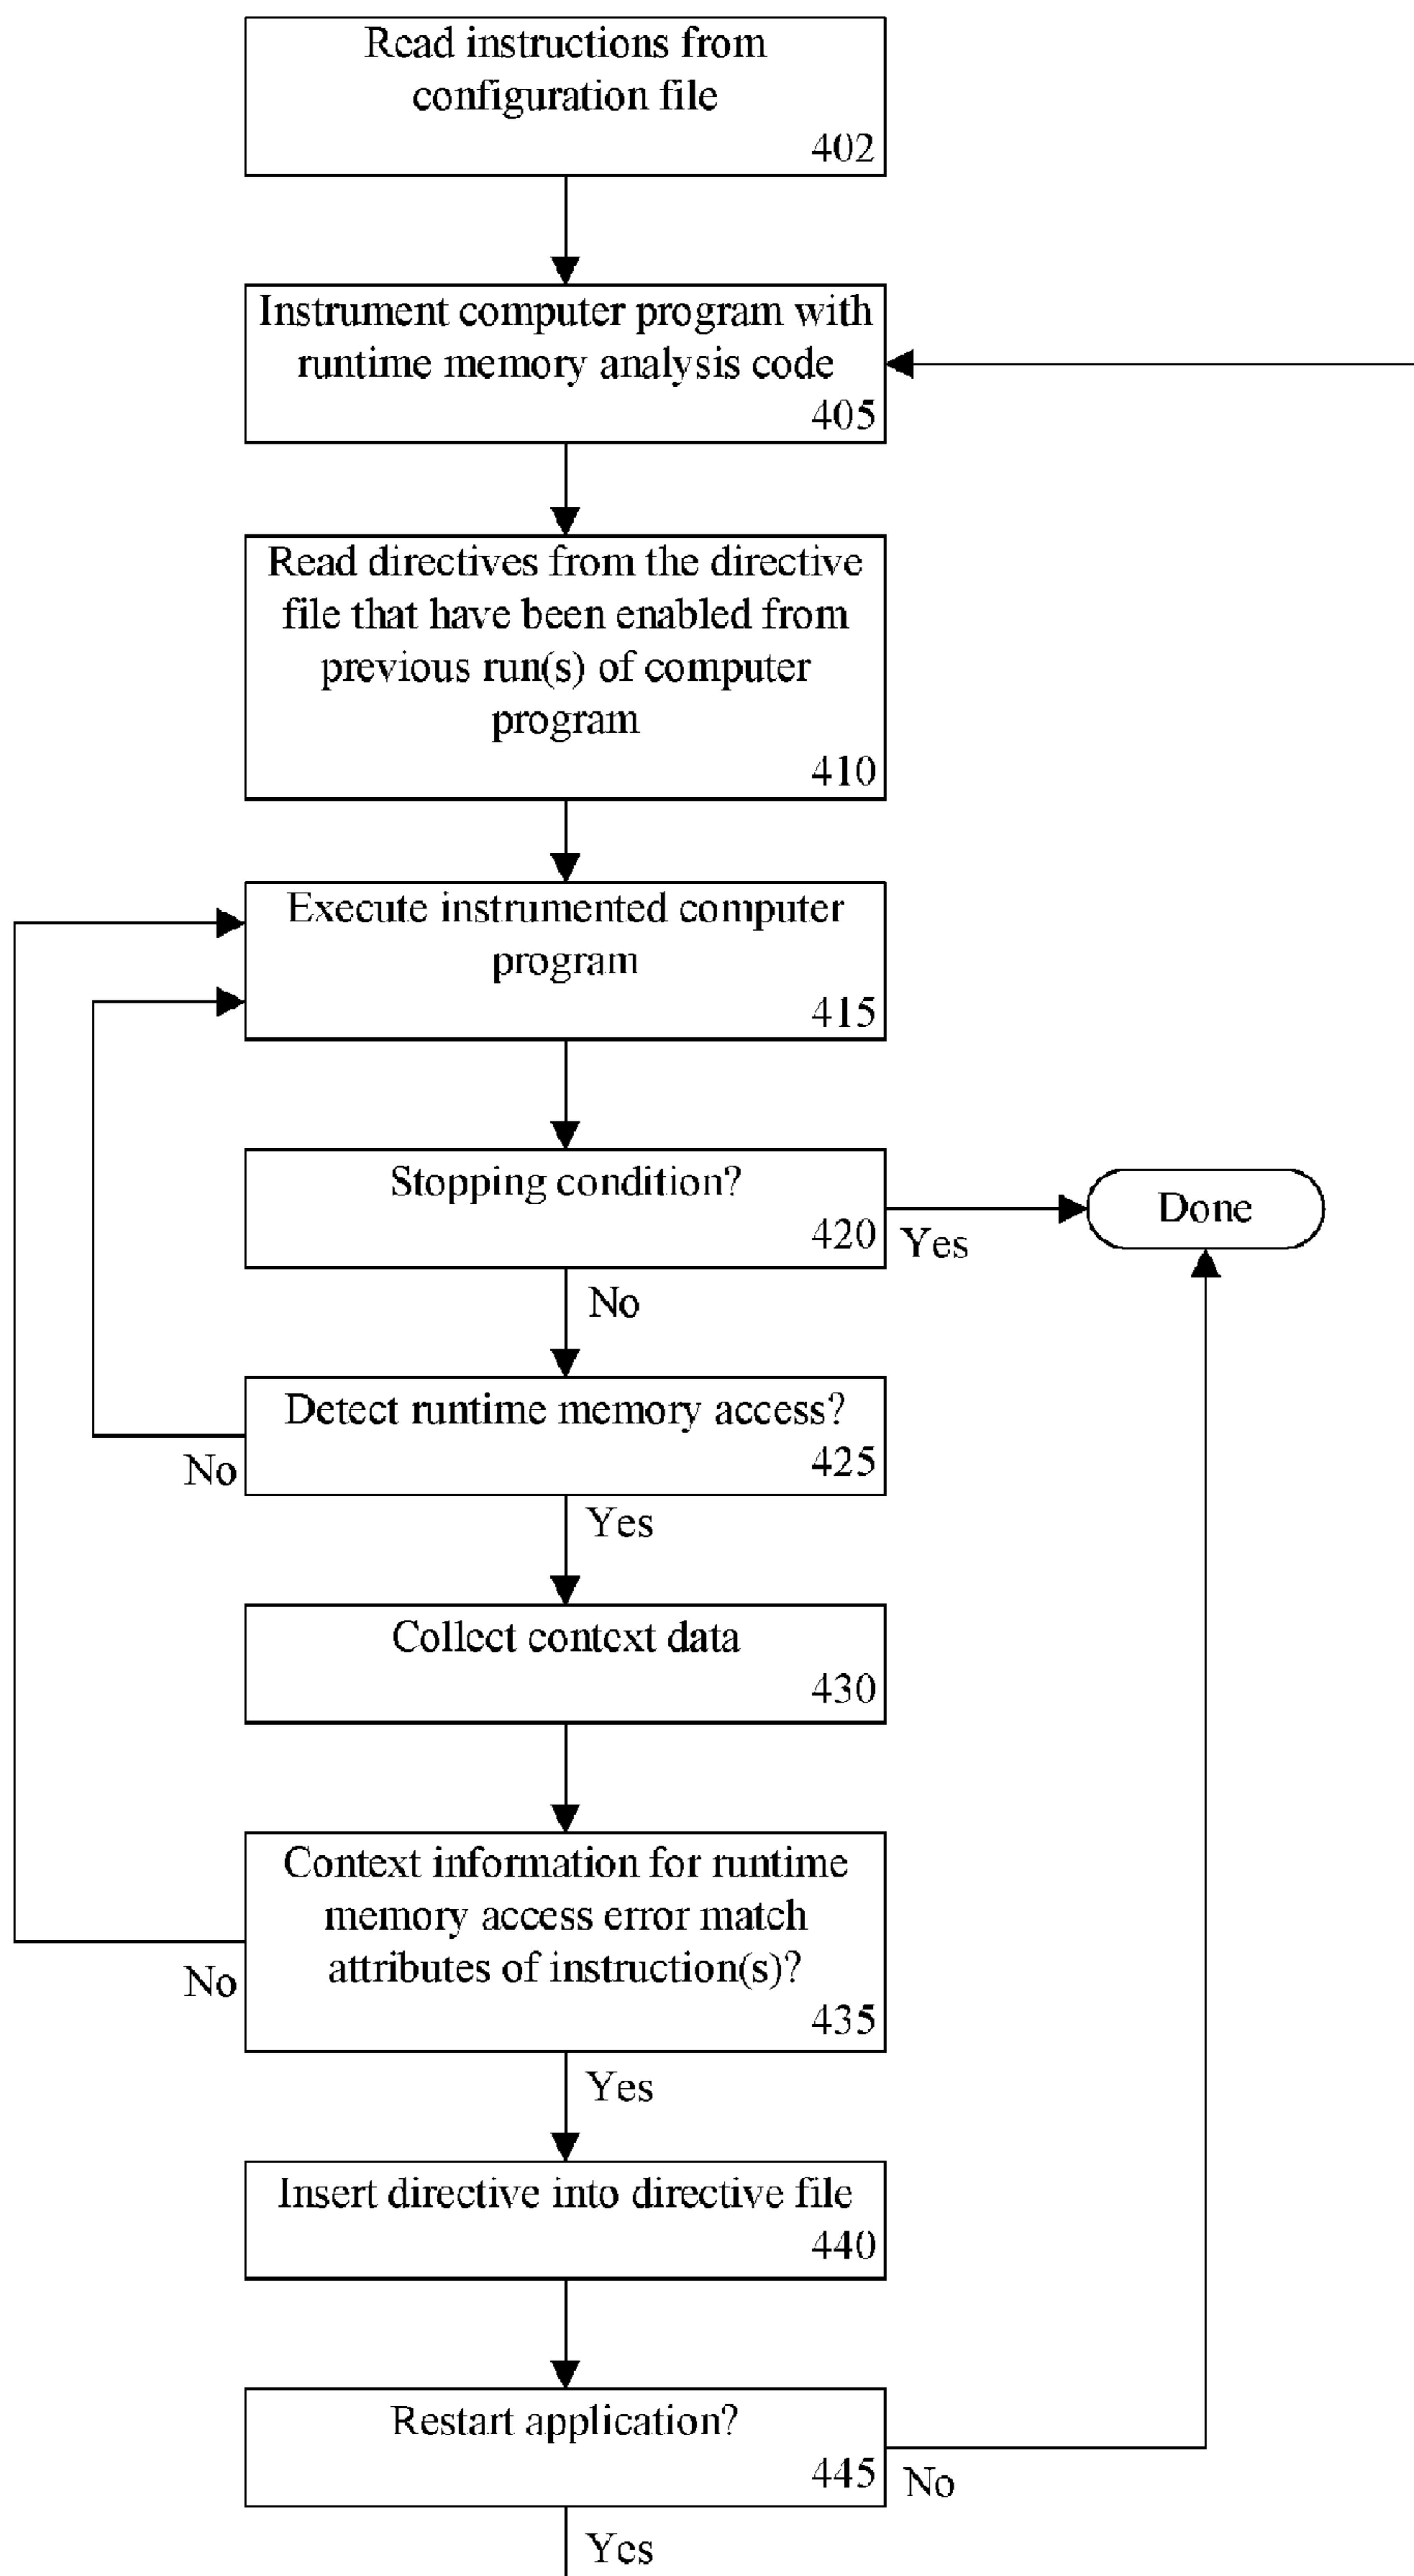 Read instructions from
configuration file
402
Instrument computer program with
runtime memory analysis code
405
Read directives from the directive
file that have been enabled from
previous run(s) of computer
program
410
Execute instrumented computer
program
415
Stopping condition?
420
Yes
Done
No
Detect runtime memory access?
425
No
Yes
Collect context data
430
Context information for runtime
memory access error match
attributes of instruction(s)?
435
No
Yes
Insert directive into directive file
440
Restart application?
445
No
Yes